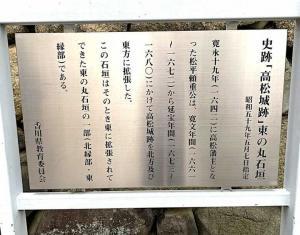 史跡「高松城跡」東の丸石垣
昭和五十九年五月七日指定
寛永十九年(一六四二)に高松藩主とな
った松平頼重公は、寛文年間(一六六一
~一六七二)から延宝年間(一六七三~
一六八〇)にかけて高松城跡を北方及び
東方に拡張した。
この石垣はそのとき東に拡張されて
できた東の丸石垣の一部(北縁部・東
縁部)である。
香川県教育委員会